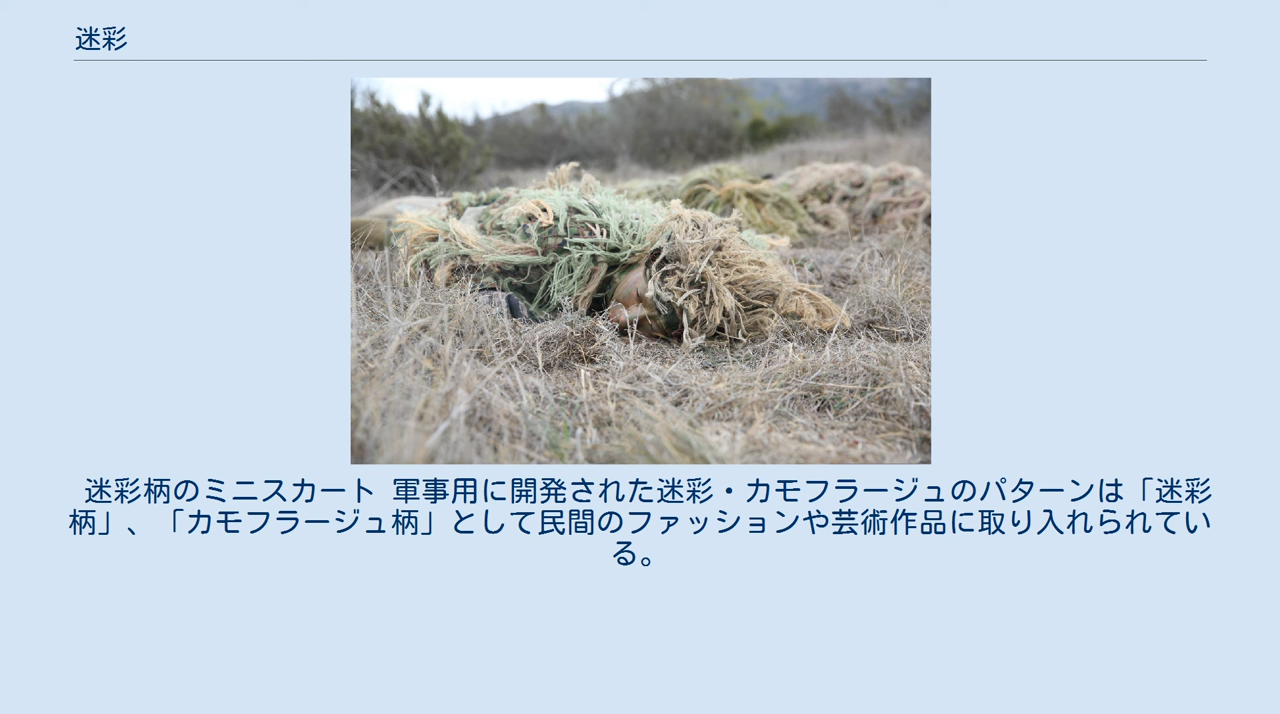 迷彩
迷彩柄のミニスカート 軍事用に開発された迷彩・カモフラージュのパターンは「迷彩
柄」、「カモフラージュ柄」として民間のファッションや芸術作品に取り入れられてい
る。